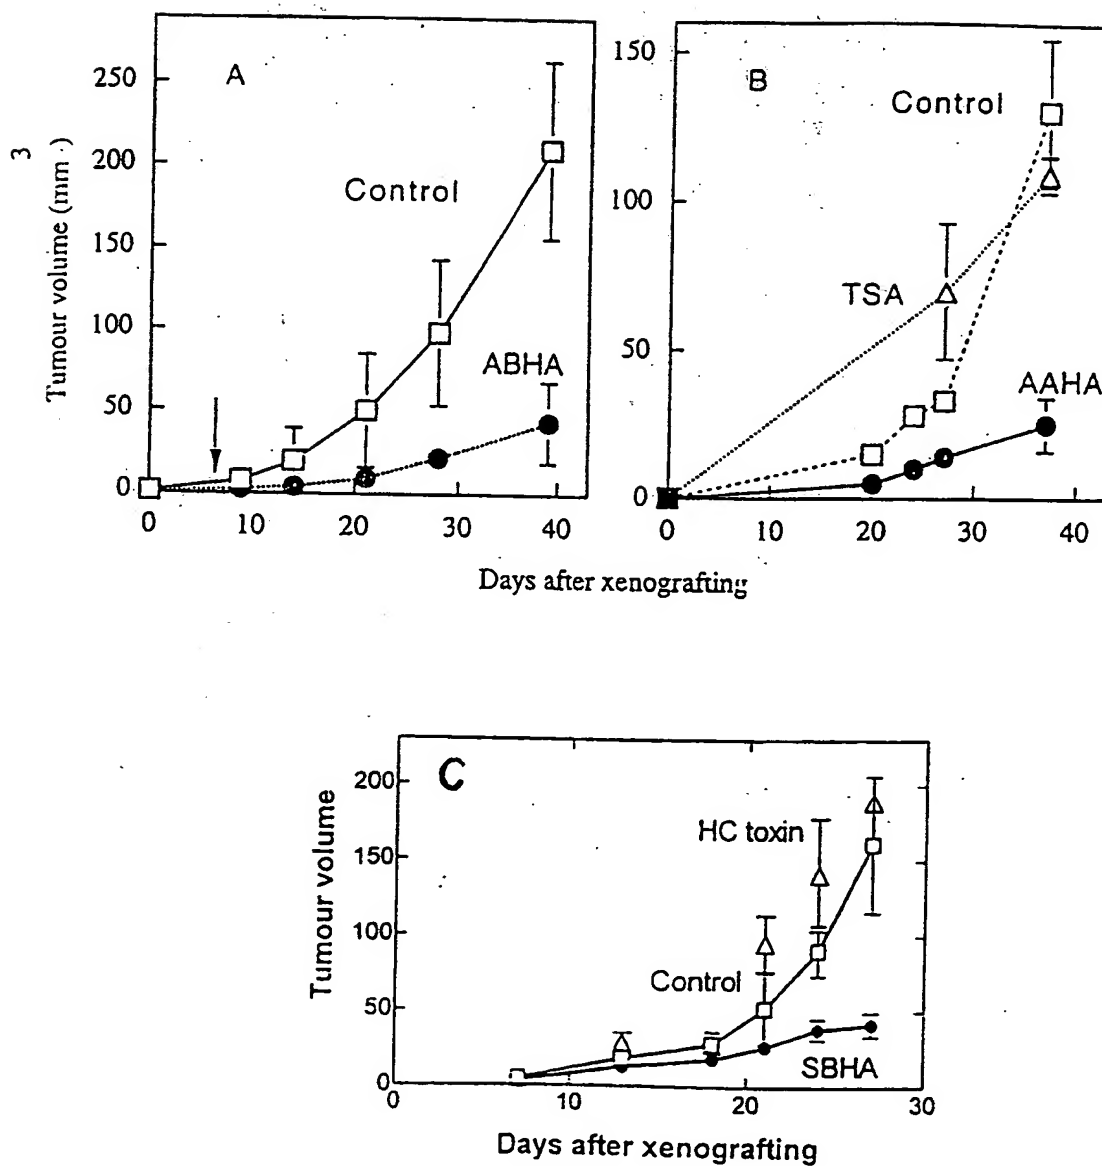 A
250
200
150
100
50
0
Tumour volume (mm·)
3
Control
ABHA
0 10 20 30 40
B
150
100
50
0
Control
TSA
AAHA
0 10 20 30 40
Days after xenografting
C
200
150
100
50
0
Tumour volume
HC toxin
Control
SBHA
0 10 20 30
Days after xenografting